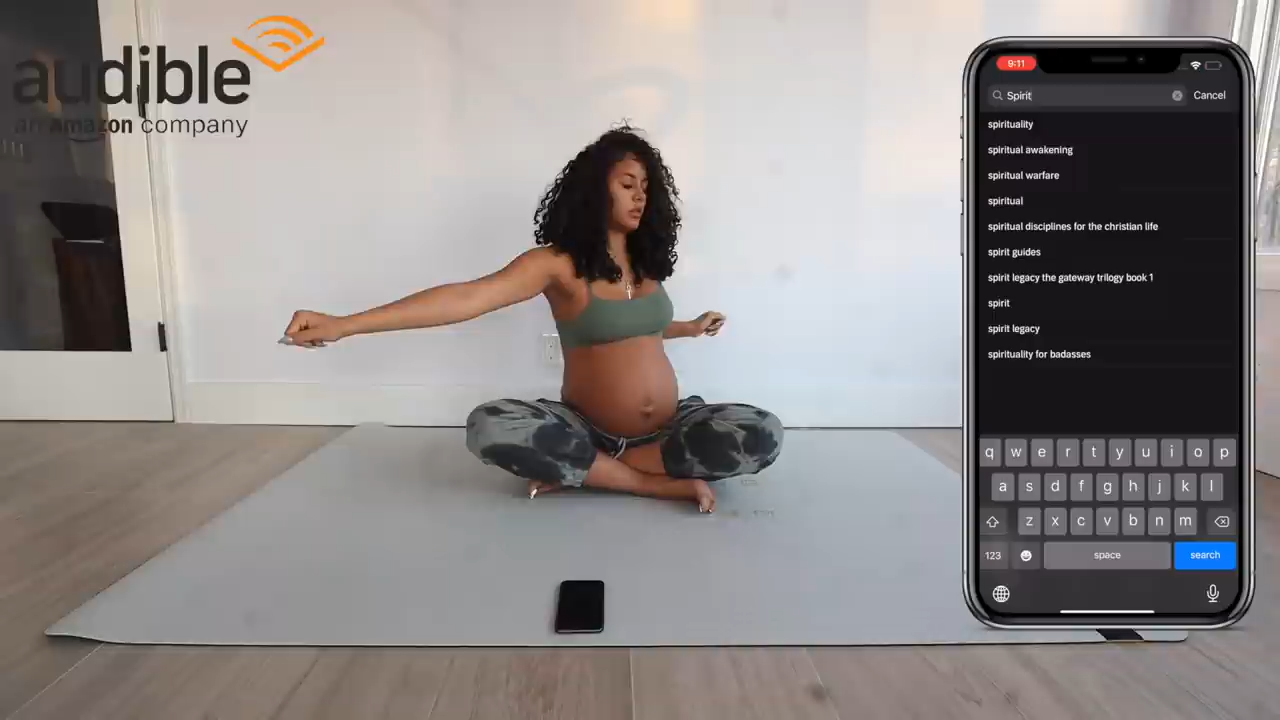 audible
an amazon company
9:11
Spirit
Cancel
spirituality
spiritual awakening
spiritual warfare
spiritual
spiritual disciplines for the christian life
spirit guides
spirit legacy the gateway trilogy book 1
spirit
spirit legacy
spirituality for badasses
q w e r t y u i o p
a s d f g h j k l
z x c v b n m
123
space
search